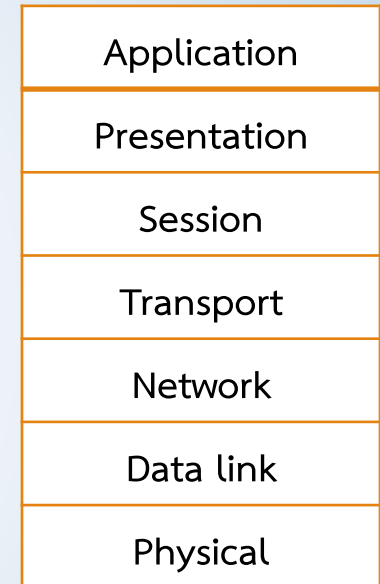 Application
Presentation
Session
Transport
Network
Data link
Physical